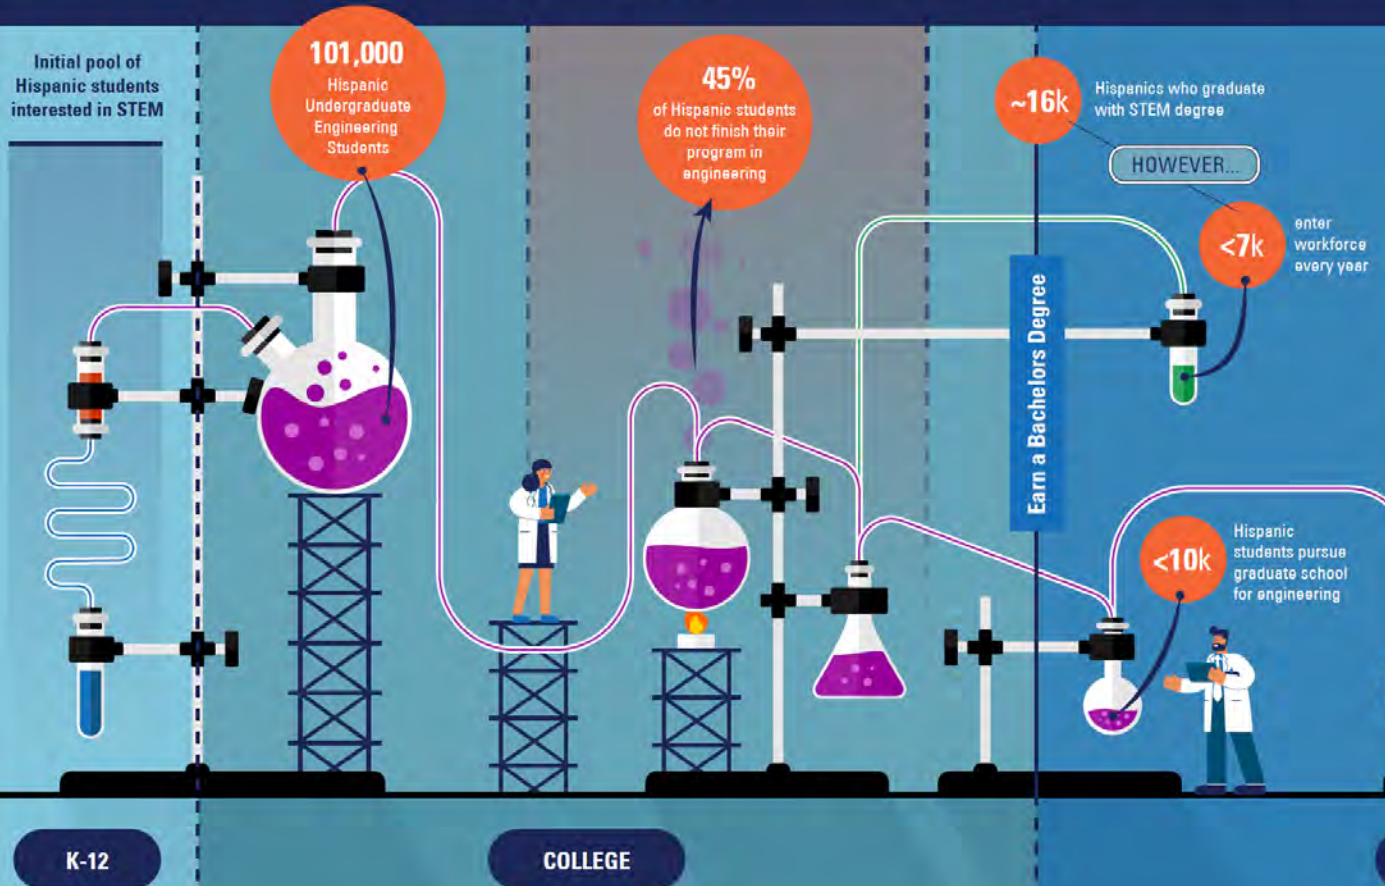 Initial pool of
Hispanic students
interested in STEM
101,000
Hispanic
Undergraduate
Engineering
Students
45%
of Hispanic students
do not finish their
program in
engineering
~16k
Hispanics who graduate
with STEM degree
HOWEVER...
<7k
enter
workforce
every year
Earn a Bachelors Degree
<10k
Hispanic
students pursue
graduate school
for engineering
K-12
COLLEGE